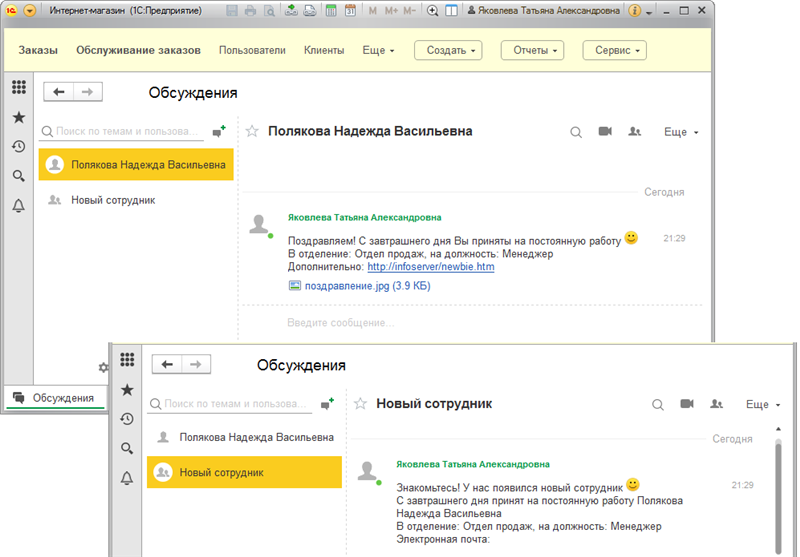 Интернет-магазин (1С:Предприятие)
M M+ M-
Яковлева Татьяна Александровна
Заказы Обслуживание заказов Пользователи Клиенты Еще Создать Отчеты Сервис
Обсуждения
Поиск по темам и пользова...
Полякова Надежда Васильевна
Новый сотрудник
Полякова Надежда Васильевна
Еще
Сегодня
Яковлева Татьяна Александровна
Поздравляем! С завтрашнего дня Вы приняты на постоянную работу
21:29
В отделение: Отдел продаж, на должность: Менеджер
Дополнительно: http://infoserver/newbie.htm
поздравление.jpg (3.9 КБ)
Введите сообщение...
Обсуждения
Обсуждения
Поиск по темам и пользова...
Полякова Надежда Васильевна
Новый сотрудник
Новый сотрудник
Еще
Сегодня
Яковлева Татьяна Александровна
Знакомьтесь! У нас появился новый сотрудник
21:29
С завтрашнего дня принят на постоянную работу Полякова
Надежда Васильевна
В отделение: Отдел продаж, на должность: Менеджер
Электронная почта: